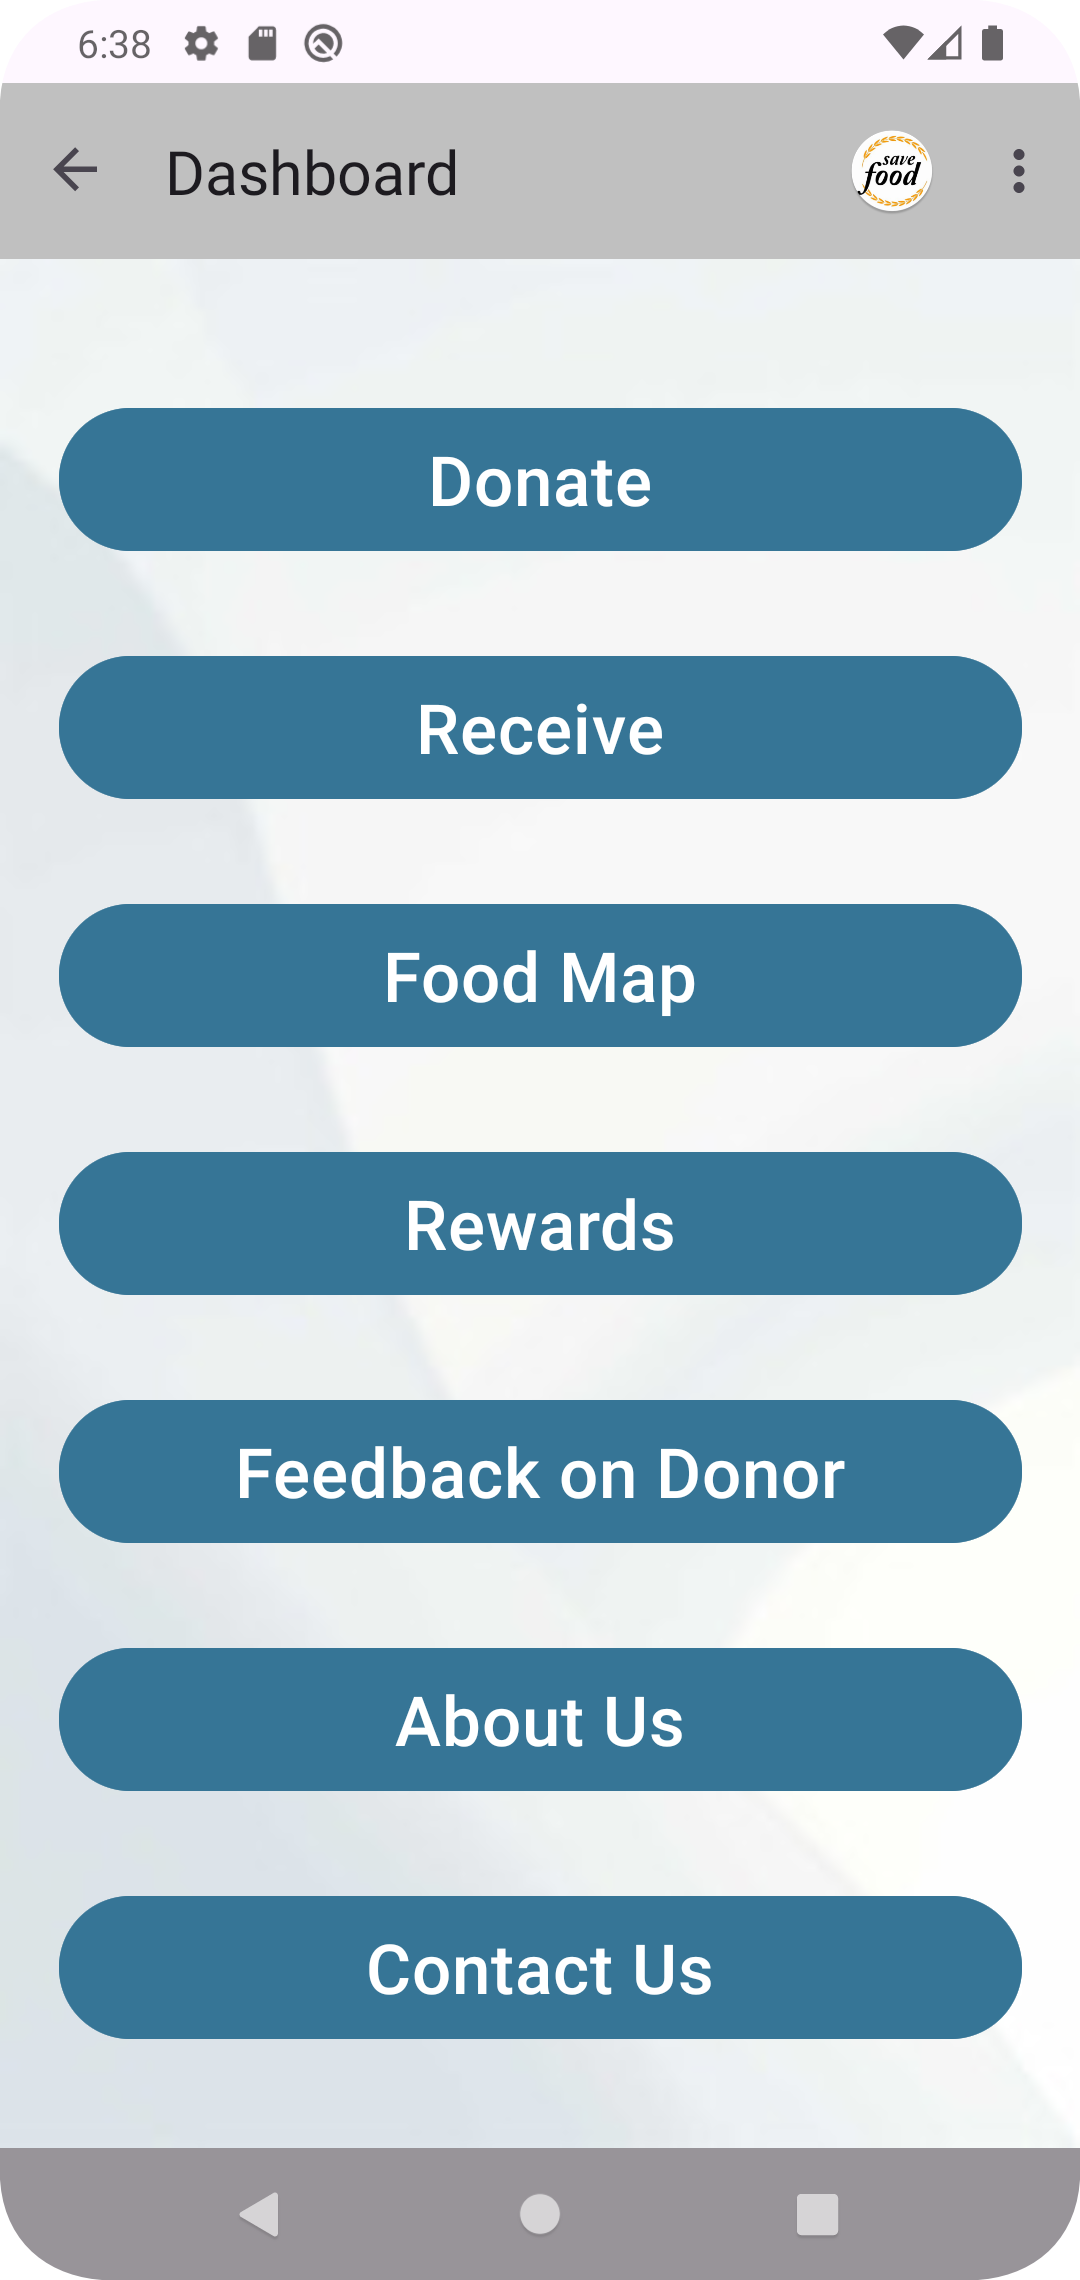 6:38
Dashboard
save
food
Donate
Receive
Food Map
Rewards
Feedback on Donor
About Us
Contact Us